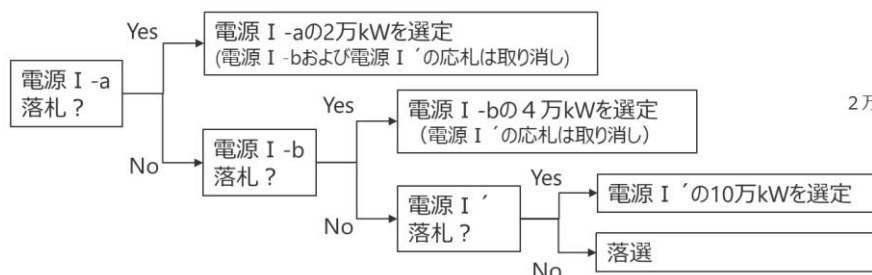 Yes
電源Ⅰ-aの2万kWを選定
(電源Ⅰ-bおよび電源Ⅰ´の応札は取り消し)
電源Ⅰ-a
落札？
No
Yes
電源Ⅰ-bの４万kWを選定
（電源Ⅰ´の応札は取り消し）
２万
電源Ⅰ-b
落札？
No
Yes
電源Ⅰ´の10万kWを選定
電源Ⅰ´
落札？
No
落選